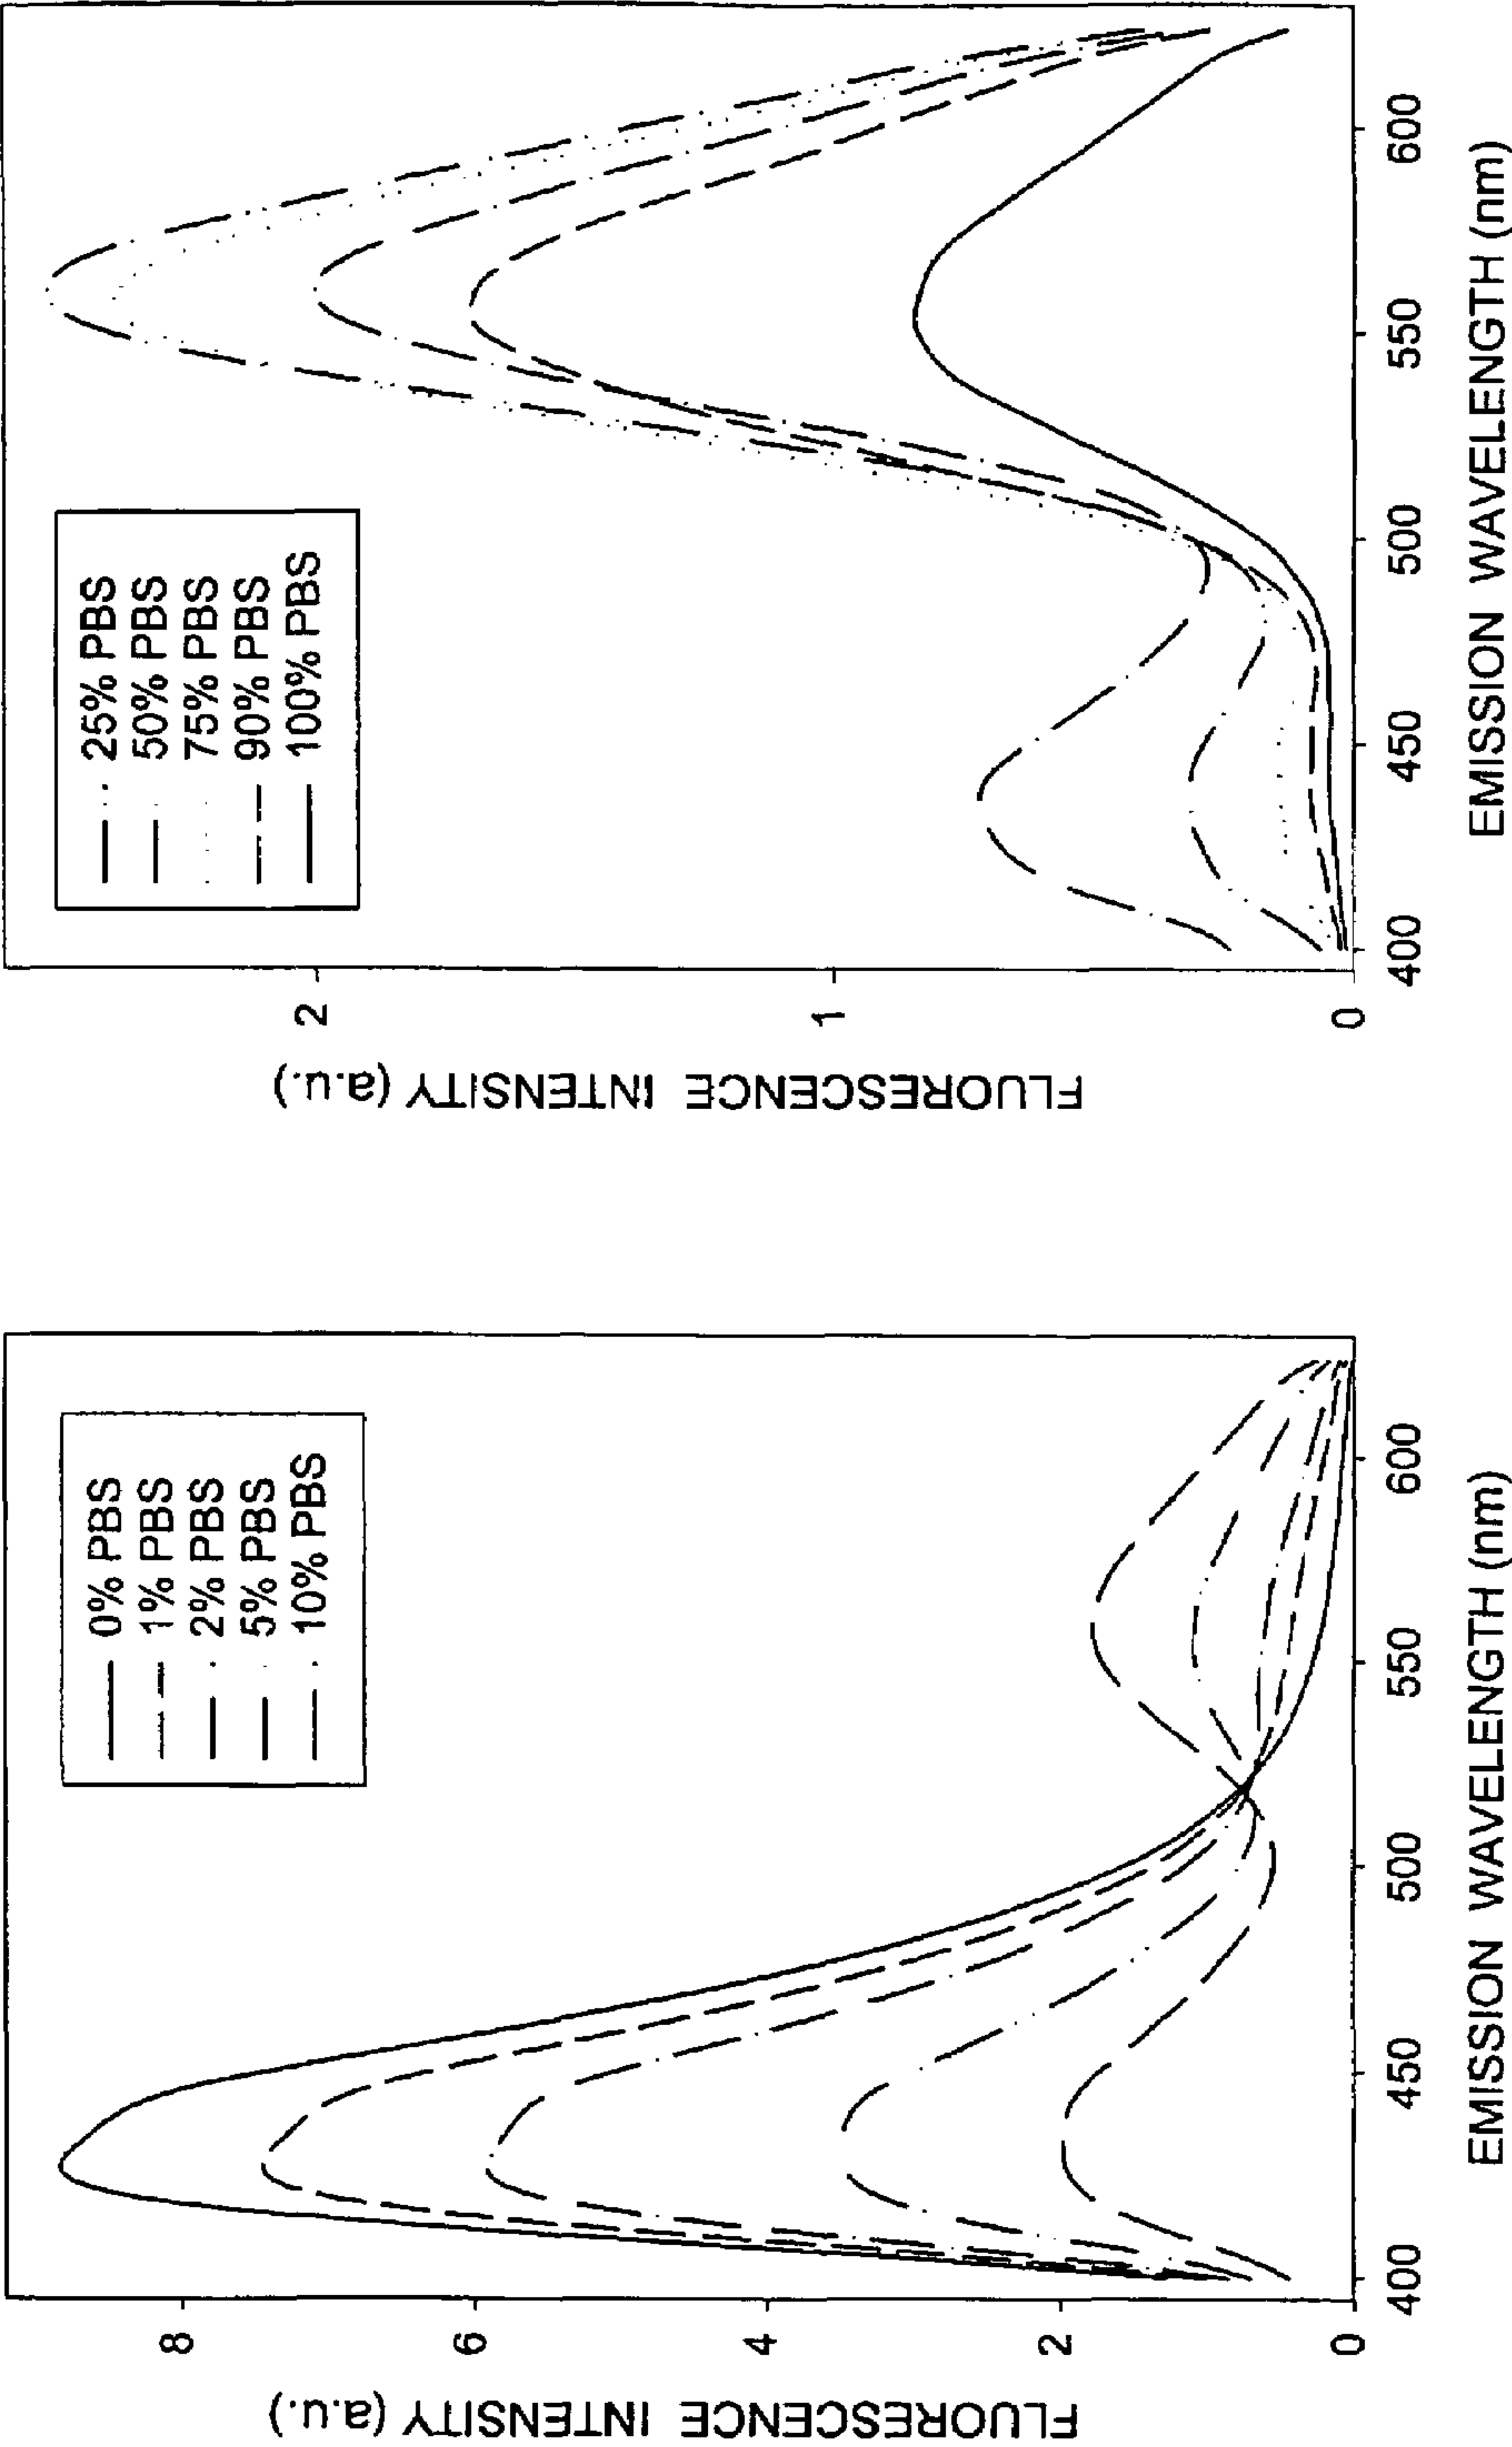 FLUORESCENCE INTENSITY (a.u.)
8
6
4
2
0
0% PBS
1% PBS
2% PBS
5% PBS
10% PBS
400
450
500
550
600
EMISSION WAVELENGTH (nm)
FLUORESCENCE INTENSITY (a.u.)
2
1
0
25% PBS
50% PBS
75% PBS
90% PBS
100% PBS
400
450
500
550
600
EMISSION WAVELENGTH (nm)